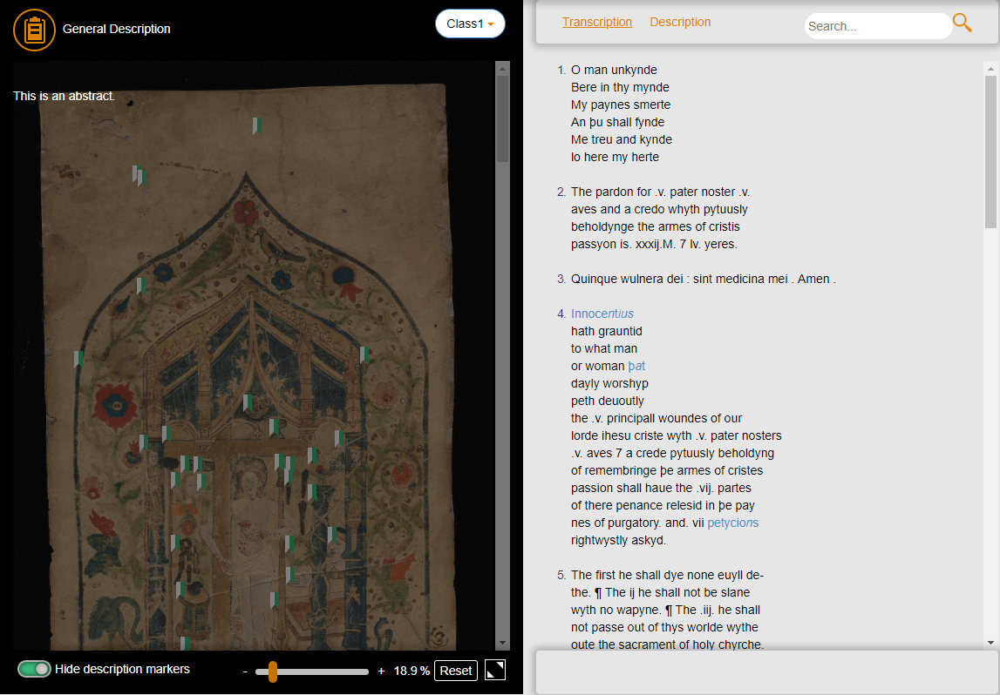 General Description
Class1
This is an abstract.
Hide description markers
- + 18.9 % Reset
Transcription Description Search...
1. O man unkynde
Bere in thy mynde
My paynes smerte
An þu shall fynde
Me treu and kynde
lo here my herte
2. The pardon for .v. pater noster .v.
aves and a credo whyth pytuusly
beholdynge the armes of cristis
passyon is. xxxij.M. 7 lv. yeres.
3. Quinque wulnera dei : sint medicina mei . Amen .
4. Innocentius
hath grauntid
to what man
or woman þat
dayly worshyp
peth deuoutly
the .v. principall woundes of our
lorde ihesu criste wyth .v. pater nosters
.v. aves 7 a crede pytuusly beholdyng
of remembringe þe armes of cristes
passion shall haue the .vij. partes
of there penance relesid in þe pay
nes of purgatory. and. vii petycions
rightwystly askyd.
5. The first he shall dye none euyll de-
the. ¶ The ij he shall not be slane
wyth no wapyne. ¶ The .iij. he shall
not passe out of thys worlde wythe
oute the sacrament of holy chyrche.